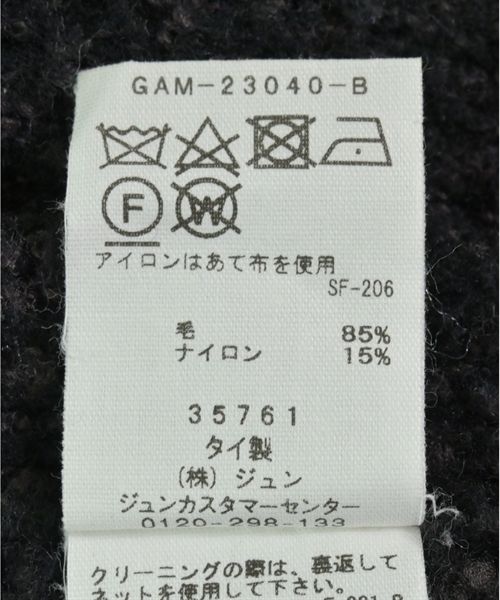 GAM-23040-B
F W
アイロンはあて布を使用
SF-206
毛 85%
ナイロン 15%
35761
タイ製
(株)ジュン
ジュンカスタマーセンター
0120-298-133
クリーニングの際は、裏返して
ネットを使用して下さい。